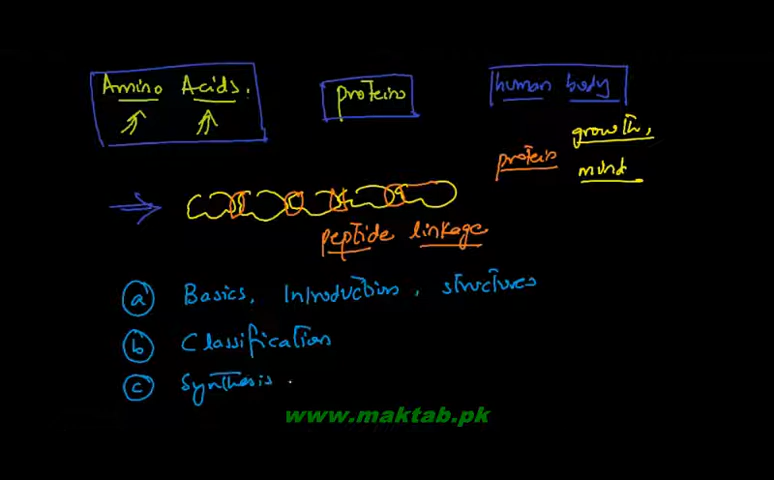 Amino Acids.
proteins
human body
growth,
protein
mind
peptide linkage
a Basics, Introduction, structures
b Classification
c Synthesis.
www.maktab.pk